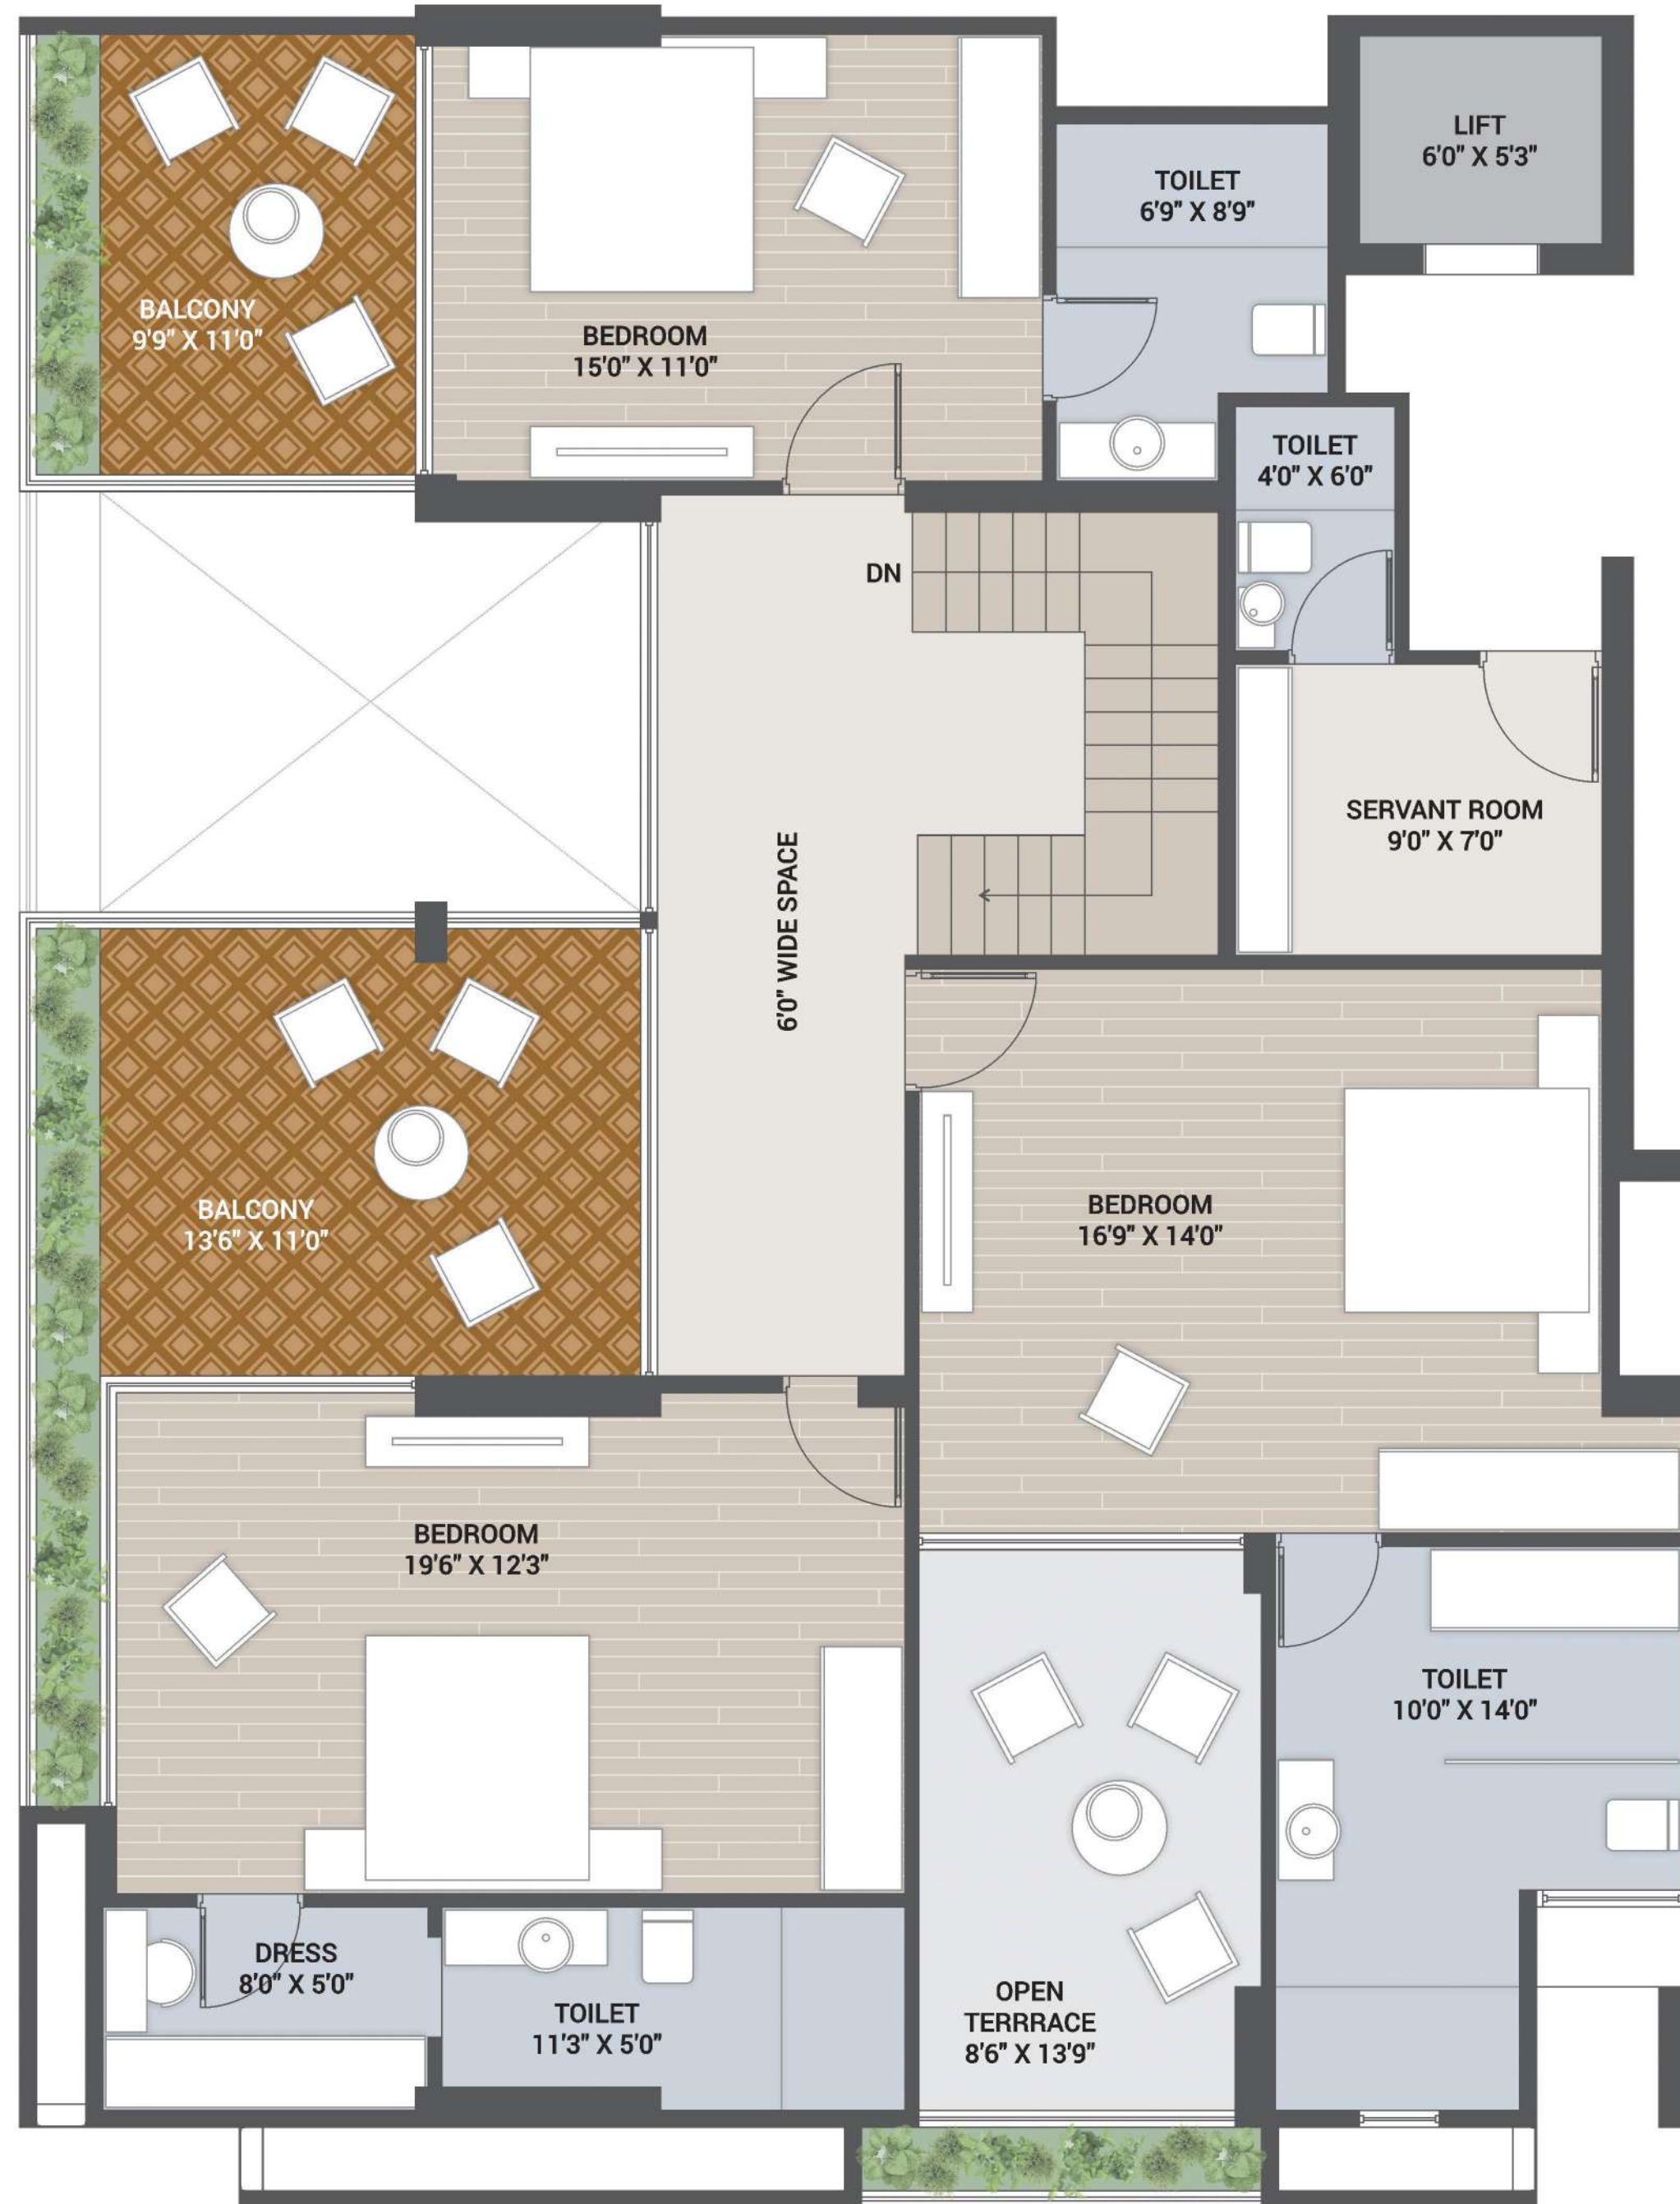 LIFT
6'0" X 5'3"
TOILET
6'9" X 8'9"
BALCONY
9'9" X 11'0"
BEDROOM
15'0" X 11'0"
TOILET
4'0" X 6'0"
DN
SERVANT ROOM
9'0" X 7'0"
6'0" WIDE SPACE
BALCONY
13'6" X 11'0"
BEDROOM
16'9" X 14'0"
BEDROOM
19'6" X 12'3"
TOILET
10'0" X 14'0"
DRESS
8'0" X 5'0"
TOILET
11'3" X 5'0"
OPEN
TERRRACE
8'6" X 13'9"